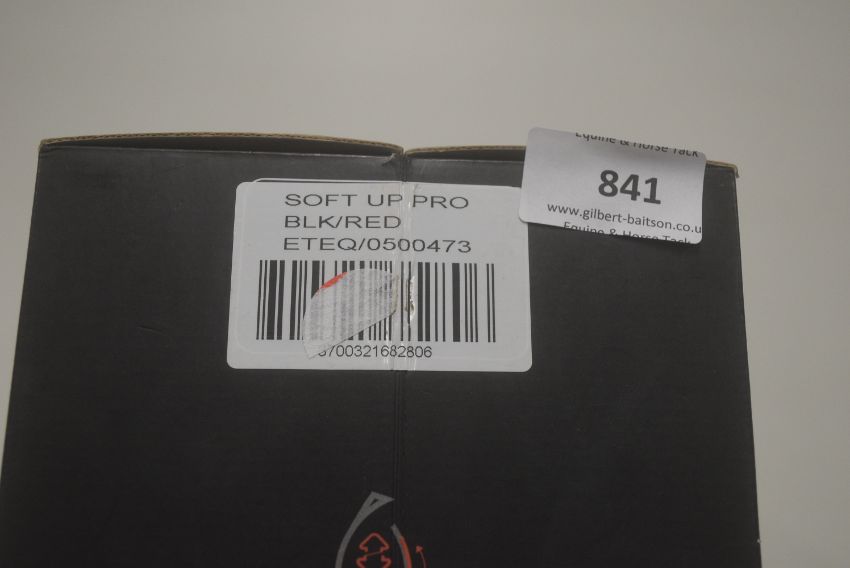 SOFT UP PRO
BLK/RED
ETEQ/0500473
3700321682806
Equine & Horse Tack
841
www.gilbert-baitson.co.u
Equine & Horse Tack